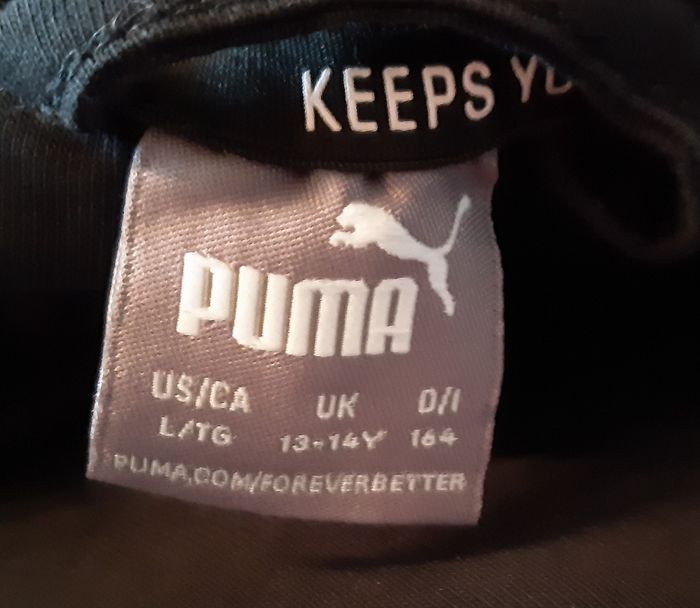 KEEPS
PUMA
US/CA UK D/I
L/TG 13-14Y 164
PUMA.COM/FOREVERBETTER